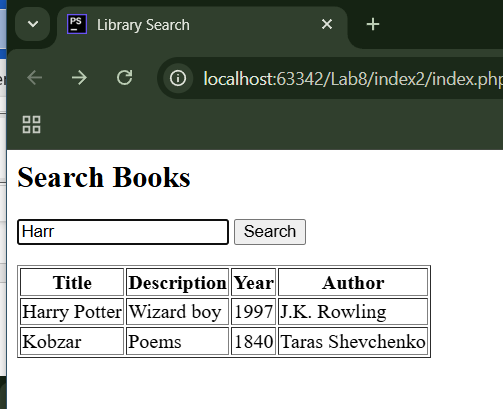 PS
Library Search
localhost:63342/Lab8/index2/index.php
Search Books
Harr Search
Title Description Year Author
Harry Potter Wizard boy 1997 J.K. Rowling
Kobzar Poems 1840 Taras Shevchenko